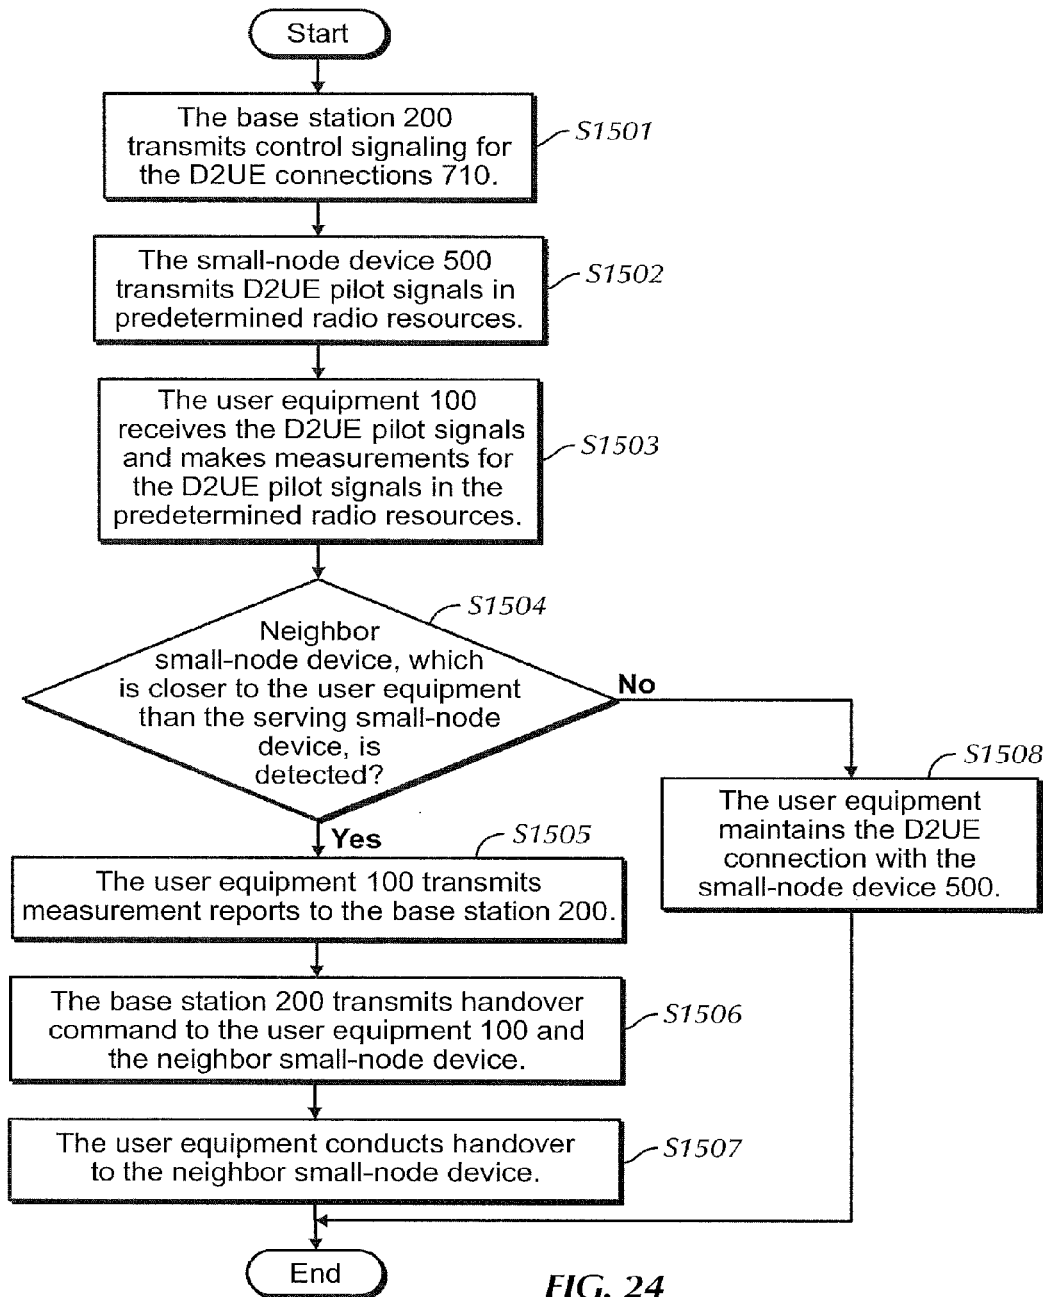 Start
The base station 200
transmits control signaling for
the D2UE connections 710.
S1501
The small-node device 500
transmits D2UE pilot signals in
predetermined radio resources.
S1502
The user equipment 100
receives the D2UE pilot signals
and makes measurements for
the D2UE pilot signals in the
predetermined radio resources.
S1503
S1504
Neighbor
small-node device, which
is closer to the user equipment
than the serving small-node
device, is
detected?
No
Yes
S1508
The user equipment
maintains the D2UE
connection with the
small-node device 500.
S1505
The user equipment 100 transmits
measurement reports to the base station 200.
The base station 200 transmits handover
command to the user equipment 100 and
the neighbor small-node device.
S1506
The user equipment conducts handover
to the neighbor small-node device.
S1507
End
FIG. 24